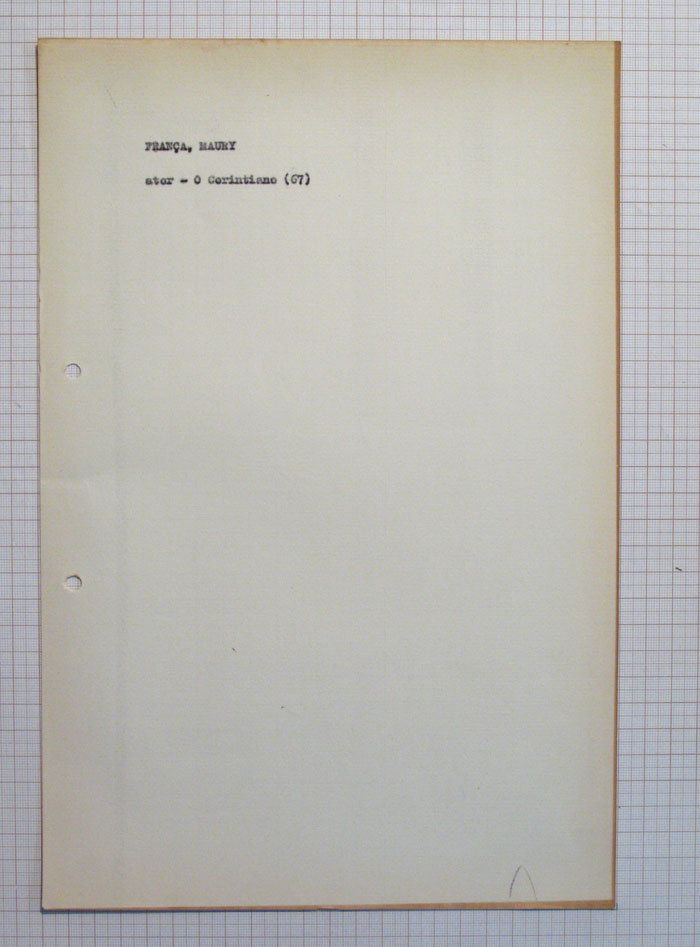 FRANÇA, MAURY
ator - O Corintiano (67)